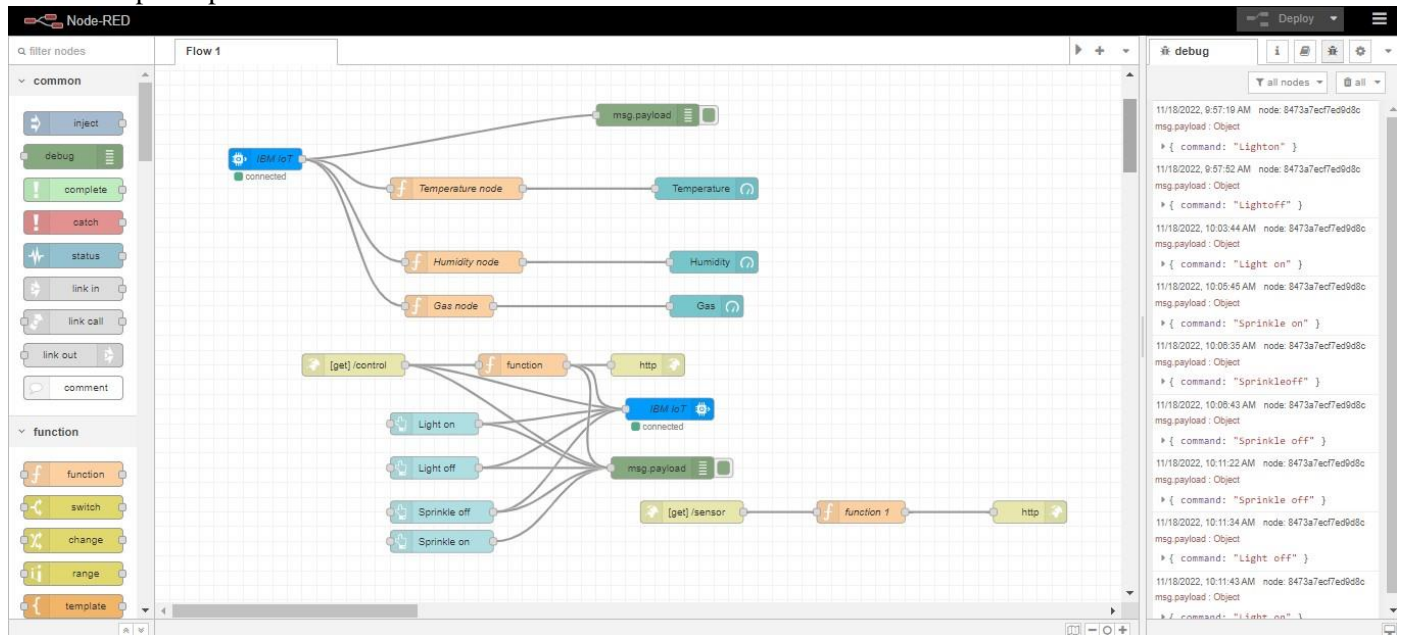 Node-RED
Deploy
filter nodes
Flow 1
debug
i
common
all nodes
all
inject
debug
complete
catch
status
link in
link call
link out
comment
function
function
switch
change
range
template
msg.payload
IBM IoT
connected
Temperature node
Temperature
Humidity node
Humidity
Gas node
Gas
[get] /control
function
http
IBM IoT
connected
Light on
Light off
msg.payload
Sprinkle off
[get] /sensor
function 1
http
Sprinkle on
11/18/2022, 9:57:19 AM node: 8473a7ecf7ed9d8c
msg.payload : Object
{ command: "Lighton" }
11/18/2022, 9:57:52 AM node: 8473a7ecf7ed9d8c
msg.payload : Object
{ command: "Lightoff" }
11/18/2022, 10:03:44 AM node: 8473a7ecf7ed9d8c
msg.payload : Object
{ command: "Light on" }
11/18/2022, 10:05:45 AM node: 8473a7ecf7ed9d8c
msg.payload : Object
{ command: "Sprinkle on" }
11/18/2022, 10:06:35 AM node: 8473a7ecf7ed9d8c
msg.payload : Object
{ command: "Sprinkleoff" }
11/18/2022, 10:06:43 AM node: 8473a7ecf7ed9d8c
msg.payload : Object
{ command: "Sprinkle off" }
11/18/2022, 10:11:22 AM node: 8473a7ecf7ed9d8c
msg.payload : Object
{ command: "Sprinkle off" }
11/18/2022, 10:11:34 AM node: 8473a7ecf7ed9d8c
msg.payload : Object
{ command: "Light off" }
11/18/2022, 10:11:43 AM node: 8473a7ecf7ed9d8c
msg.payload : Object
{ command: "Light on" }